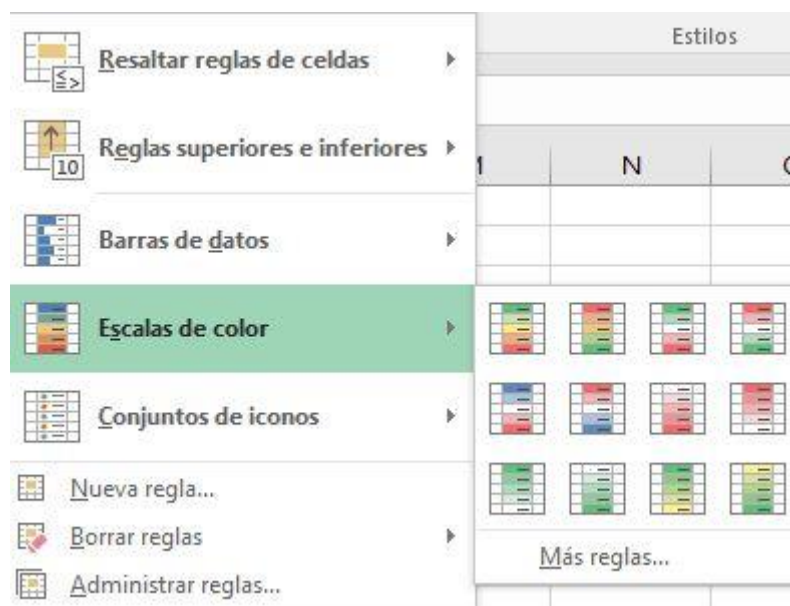 Estilos
Resaltar reglas de celdas
≤>
Reglas superiores e inferiores
10
N
Barras de datos
Escalas de color
Conjuntos de iconos
Nueva regla...
Borrar reglas
Más reglas...
Administrar reglas...